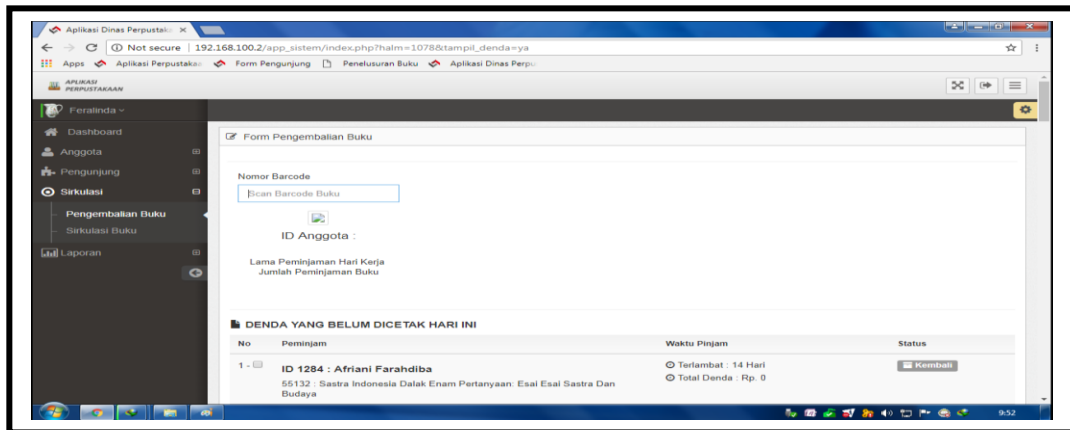 Aplikasi Dinas Perpustaka
Not secure | 192.168.100.2/app_sistem/index.php?halm=1078&tampil_denda=ya
Apps Aplikasi Perpustakaa Form Pengunjung Penelusuran Buku Aplikasi Dinas Perpu
APLIKASI
PERPUSTAKAAN
Feralinda
Dashboard
Anggota
Pengunjung
Sirkulasi
Pengembalian Buku
Sirkulasi Buku
Laporan
Form Pengembalian Buku
Nomor Barcode
Scan Barcode Buku
ID Anggota :
Lama Peminjaman Hari Kerja
Jumlah Peminjaman Buku
DENDA YANG BELUM DICETAK HARI INI
No Peminjam Waktu Pinjam Status
1 - ID 1284 : Afriani Farahdiba Terlambat : 14 Hari Kembali
55132 : Sastra Indonesia Dalak Enam Pertanyaan: Esai Esai Sastra Dan Total Denda : Rp. 0
Budaya
9:52